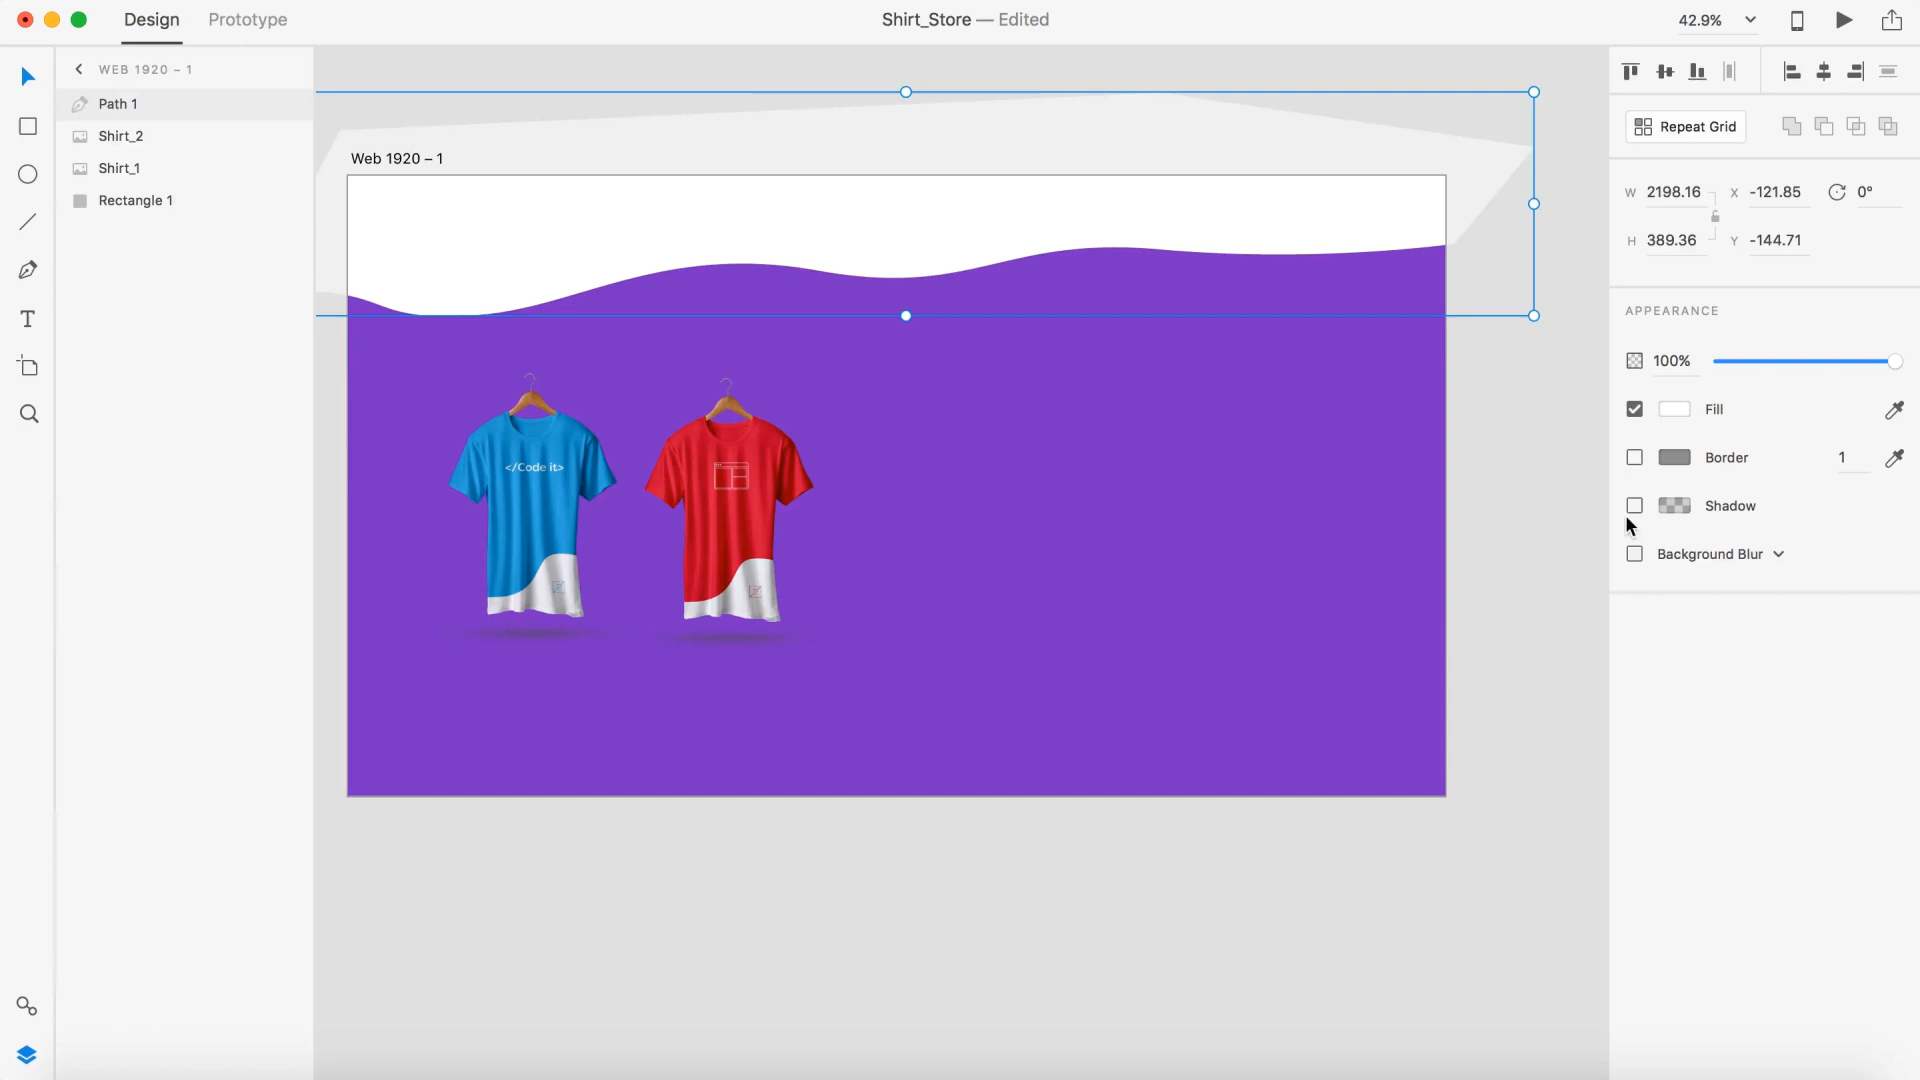 Design
Prototype
Shirt_Store — Edited
42.9%
WEB 1920 – 1
Path 1
Shirt_2
Shirt_1
Rectangle 1
Web 1920 – 1
</Code it>
Repeat Grid
W 2198.16 X -121.85 0°
H 389.36 Y -144.71
APPEARANCE
100%
Fill
Border 1
Shadow
Background Blur
T